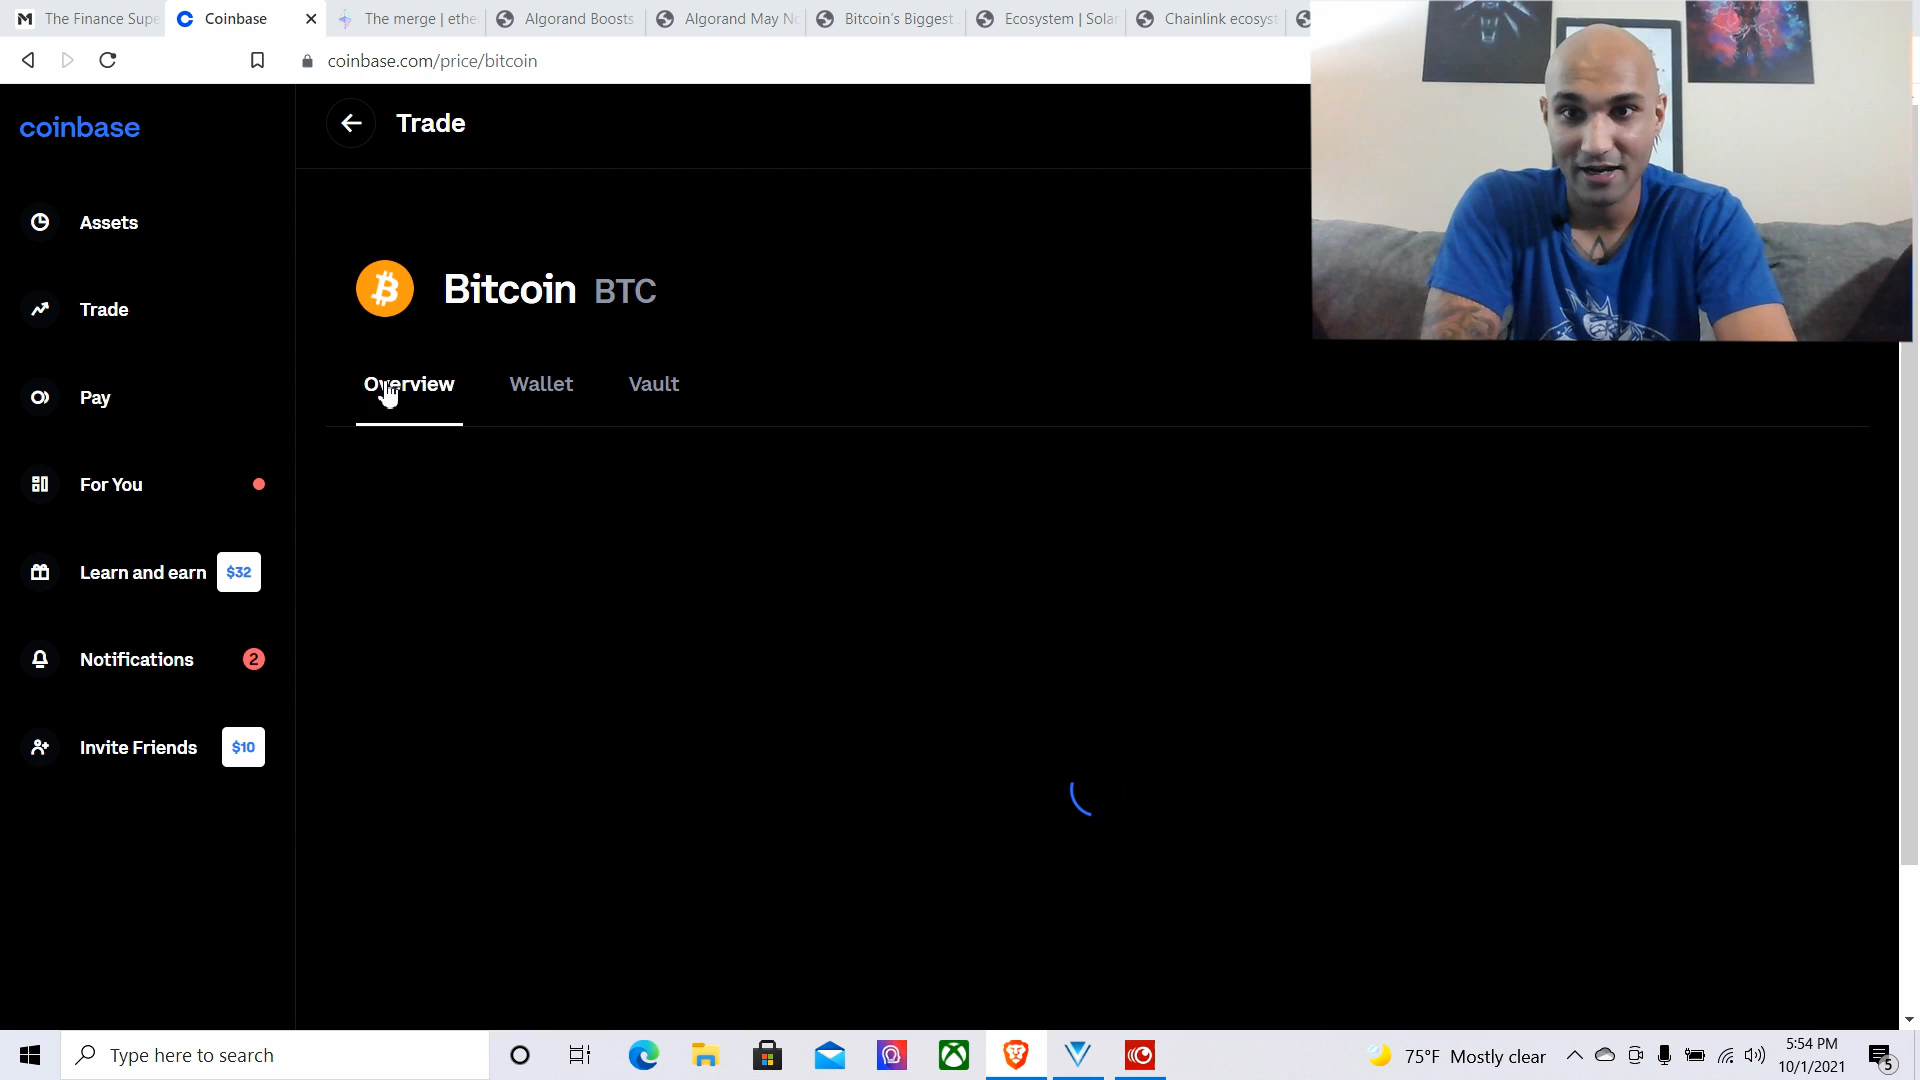 The Finance Supe
Coinbase
The merge | ethe
Algorand Boosts
Algorand May No
Bitcoin's Biggest
Ecosystem | Solar
Chainlink ecosyst
coinbase.com/price/bitcoin
coinbase
Trade
Assets
Bitcoin BTC
Trade
Overview
Wallet
Vault
Pay
For You
Learn and earn $32
Notifications 2
Invite Friends $10
Type here to search
75°F Mostly clear
5:54 PM
10/1/2021
5